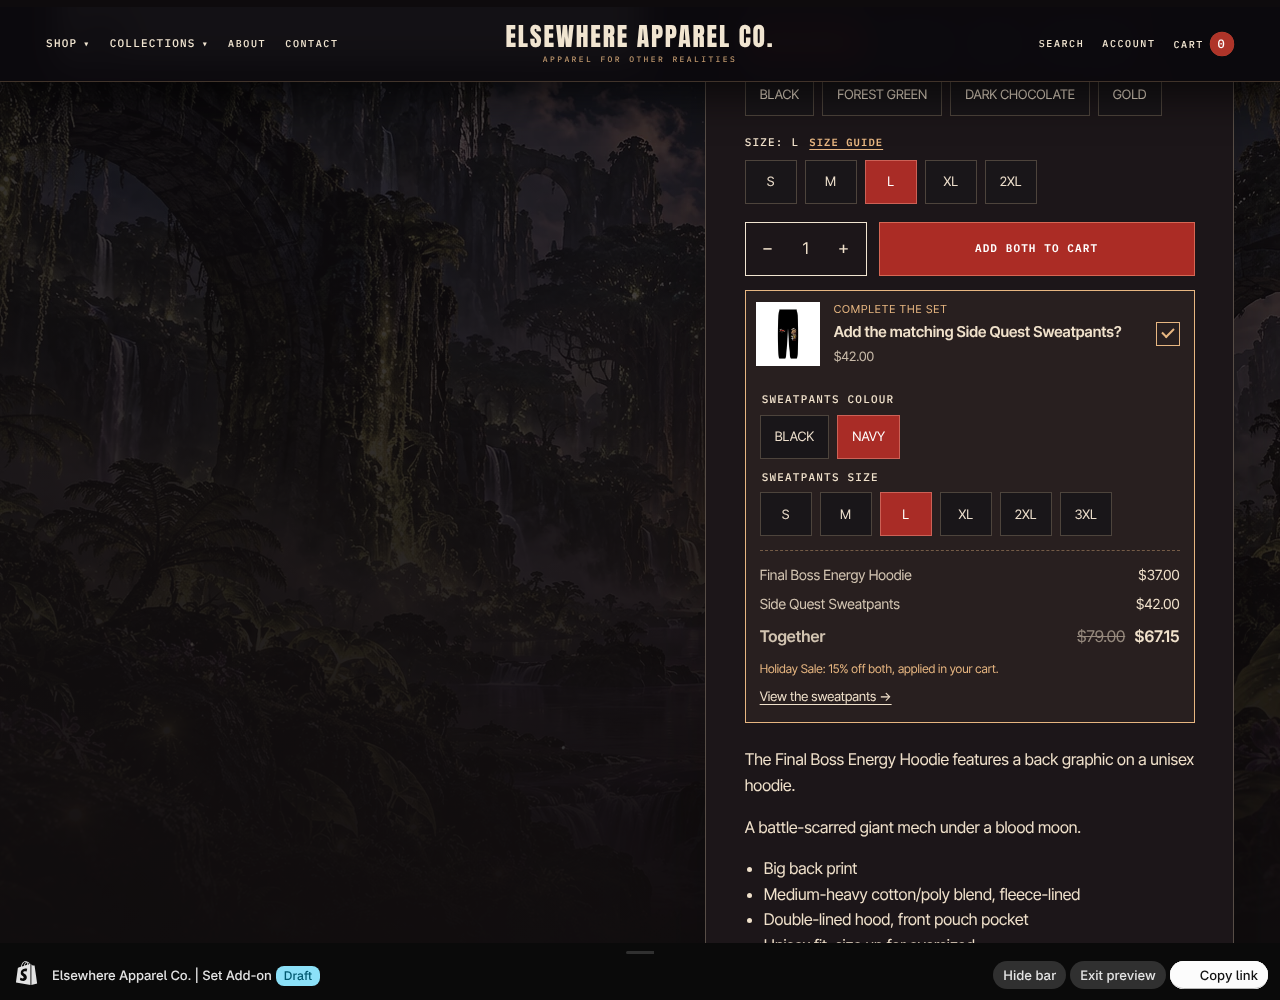 SHOP ▾ COLLECTIONS ▾ ABOUT CONTACT
ELSEWHERE APPAREL CO.
APPAREL FOR OTHER REALITIES
SEARCH ACCOUNT CART 0
BLACK FOREST GREEN DARK CHOCOLATE GOLD
SIZE: L SIZE GUIDE
S M L XL 2XL
− 1 + ADD BOTH TO CART
COMPLETE THE SET
Add the matching Side Quest Sweatpants?
$42.00
SWEATPANTS COLOUR
BLACK NAVY
SWEATPANTS SIZE
S M L XL 2XL 3XL
Final Boss Energy Hoodie $37.00
Side Quest Sweatpants $42.00
Together $79.00 $67.15
Holiday Sale: 15% off both, applied in your cart.
View the sweatpants →
The Final Boss Energy Hoodie features a back graphic on a unisex
hoodie.
A battle-scarred giant mech under a blood moon.
• Big back print
• Medium-heavy cotton/poly blend, fleece-lined
• Double-lined hood, front pouch pocket
• Unisex fit, size up for oversized
Elsewhere Apparel Co. | Set Add-on Draft
Hide bar Exit preview Copy link